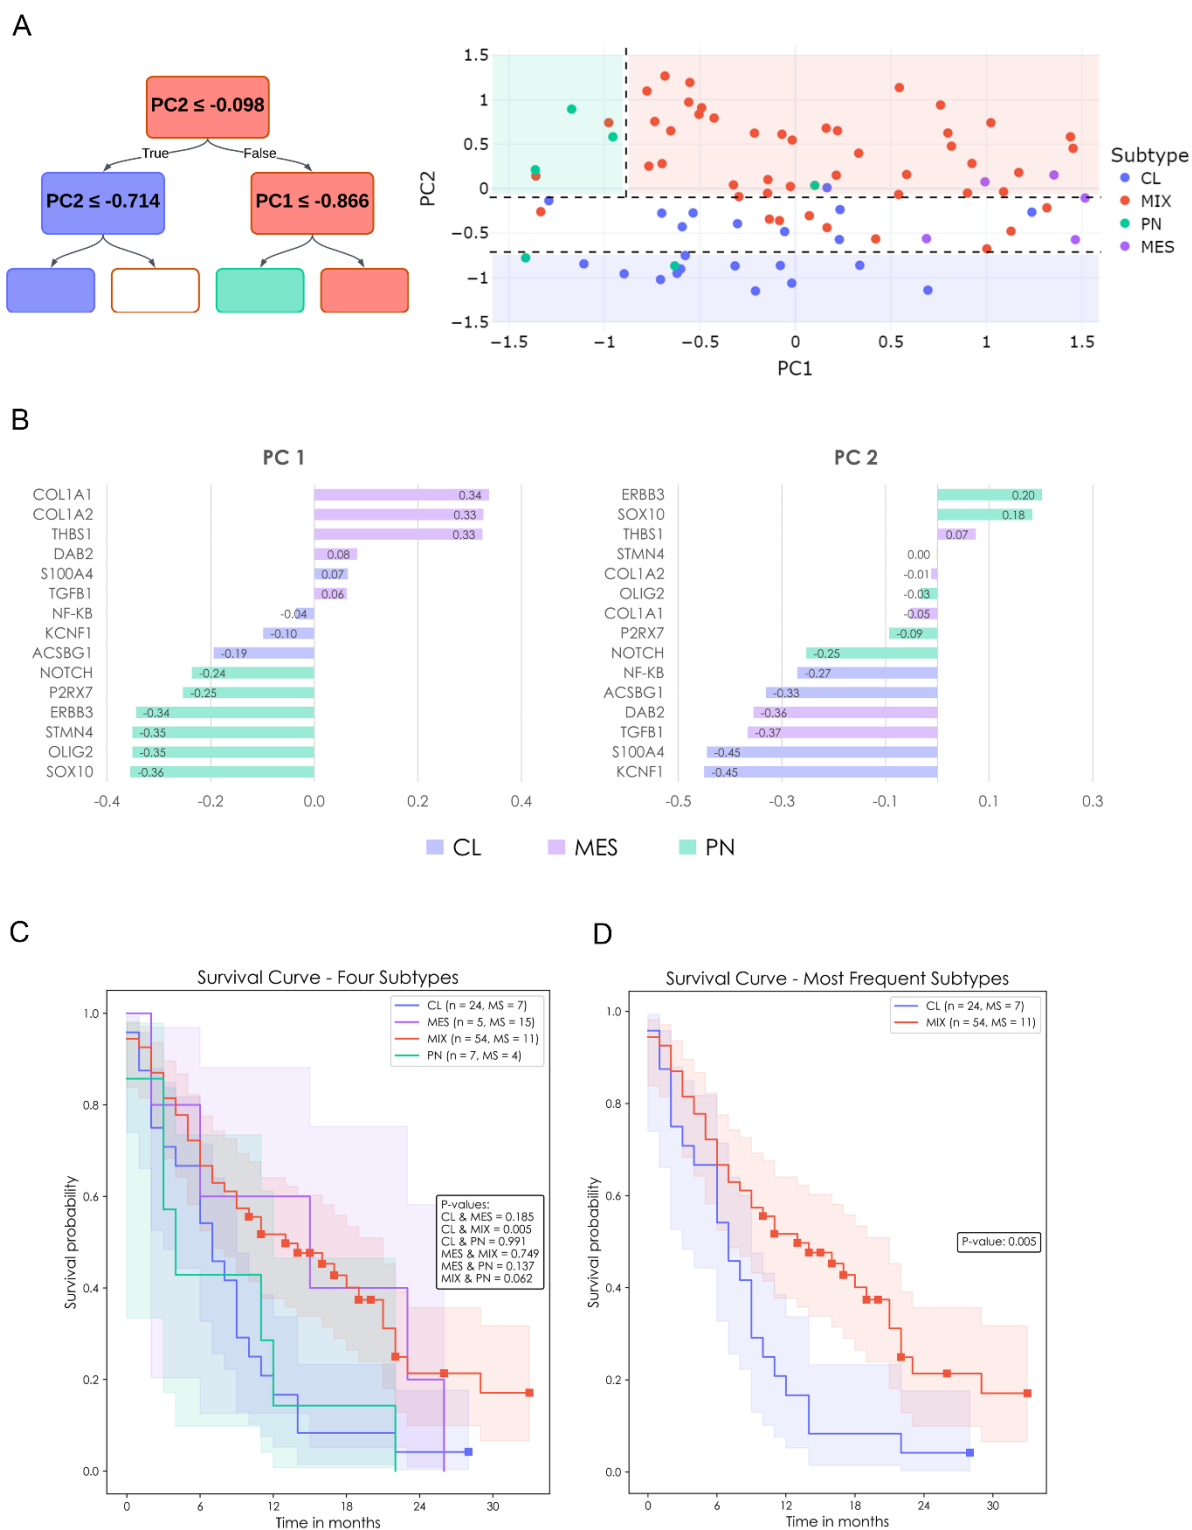 A
PC2 ≤ -0.098
True
False
PC2 ≤ -0.714
PC1 ≤ -0.866
1.5
1
0.5
0
−0.5
−1
−1.5
PC2
−1.5
−1
−0.5
0
0.5
1
1.5
PC1
Subtype
CL
MIX
PN
MES
B
PC 1
COL1A1 0.34
COL1A2 0.33
THBS1 0.33
DAB2 0.08
S100A4 0.07
TGFB1 0.06
NF-KB -0.04
KCNF1 -0.10
ACSBG1 -0.19
NOTCH -0.24
P2RX7 -0.25
ERBB3 -0.34
STMN4 -0.35
OLIG2 -0.35
SOX10 -0.36
-0.4 -0.2 0.0 0.2 0.4
PC 2
ERBB3 0.20
SOX10 0.18
THBS1 0.07
STMN4 0.00
COL1A2 -0.01
OLIG2 -0.03
COL1A1 -0.05
P2RX7 -0.09
NOTCH -0.25
NF-KB -0.27
ACSBG1 -0.33
DAB2 -0.36
TGFB1 -0.37
S100A4 -0.45
KCNF1 -0.45
-0.5 -0.3 -0.1 0.1 0.3
CL MES PN
C
Survival Curve - Four Subtypes
CL (n = 24, MS = 7)
MES (n = 5, MS = 15)
MIX (n = 54, MS = 11)
PN (n = 7, MS = 4)
P-values:
CL & MES = 0.185
CL & MIX = 0.005
CL & PN = 0.991
MES & MIX = 0.749
MES & PN = 0.137
MIX & PN = 0.062
Survival probability
1.0
0.8
0.6
0.4
0.2
0.0
0 6 12 18 24 30
Time in months
D
Survival Curve - Most Frequent Subtypes
CL (n = 24, MS = 7)
MIX (n = 54, MS = 11)
P-value: 0.005
Survival probability
1.0
0.8
0.6
0.4
0.2
0.0
0 6 12 18 24 30
Time in months